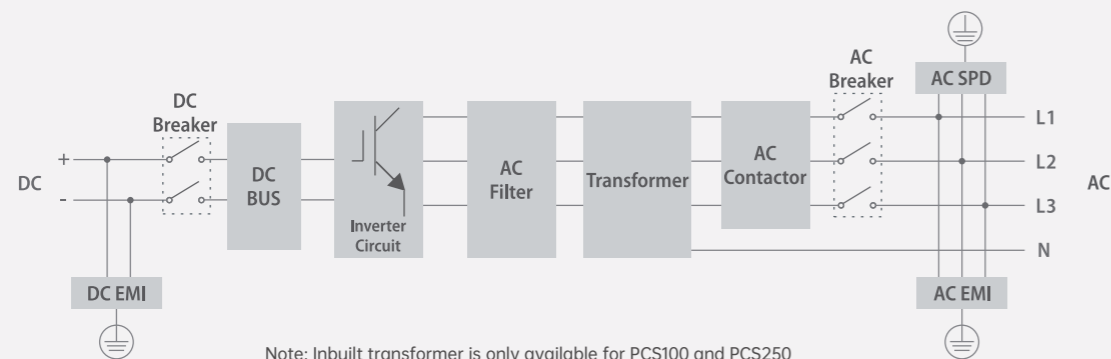 AC SPD
AC
Breaker
DC
Breaker
L1
+
L2
DC
DC
BUS
AC
Filter
Transformer
AC
Contactor
AC
-
L3
Inverter
Circuit
N
DC EMI
AC EMI
Note: Inbuilt transformer is only available for PCS100 and PCS250